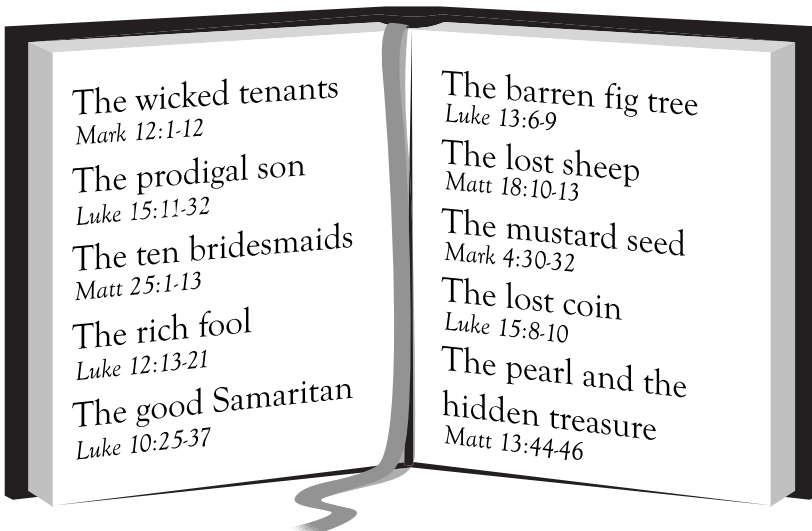 The wicked tenants
Mark 12:1-12
The prodigal son
Luke 15:11-32
The ten bridesmaids
Matt 25:1-13
The rich fool
Luke 12:13-21
The good Samaritan
Luke 10:25-37
The barren fig tree
Luke 13:6-9
The lost sheep
Matt 18:10-13
The mustard seed
Mark 4:30-32
The lost coin
Luke 15:8-10
The pearl and the
hidden treasure
Matt 13:44-46